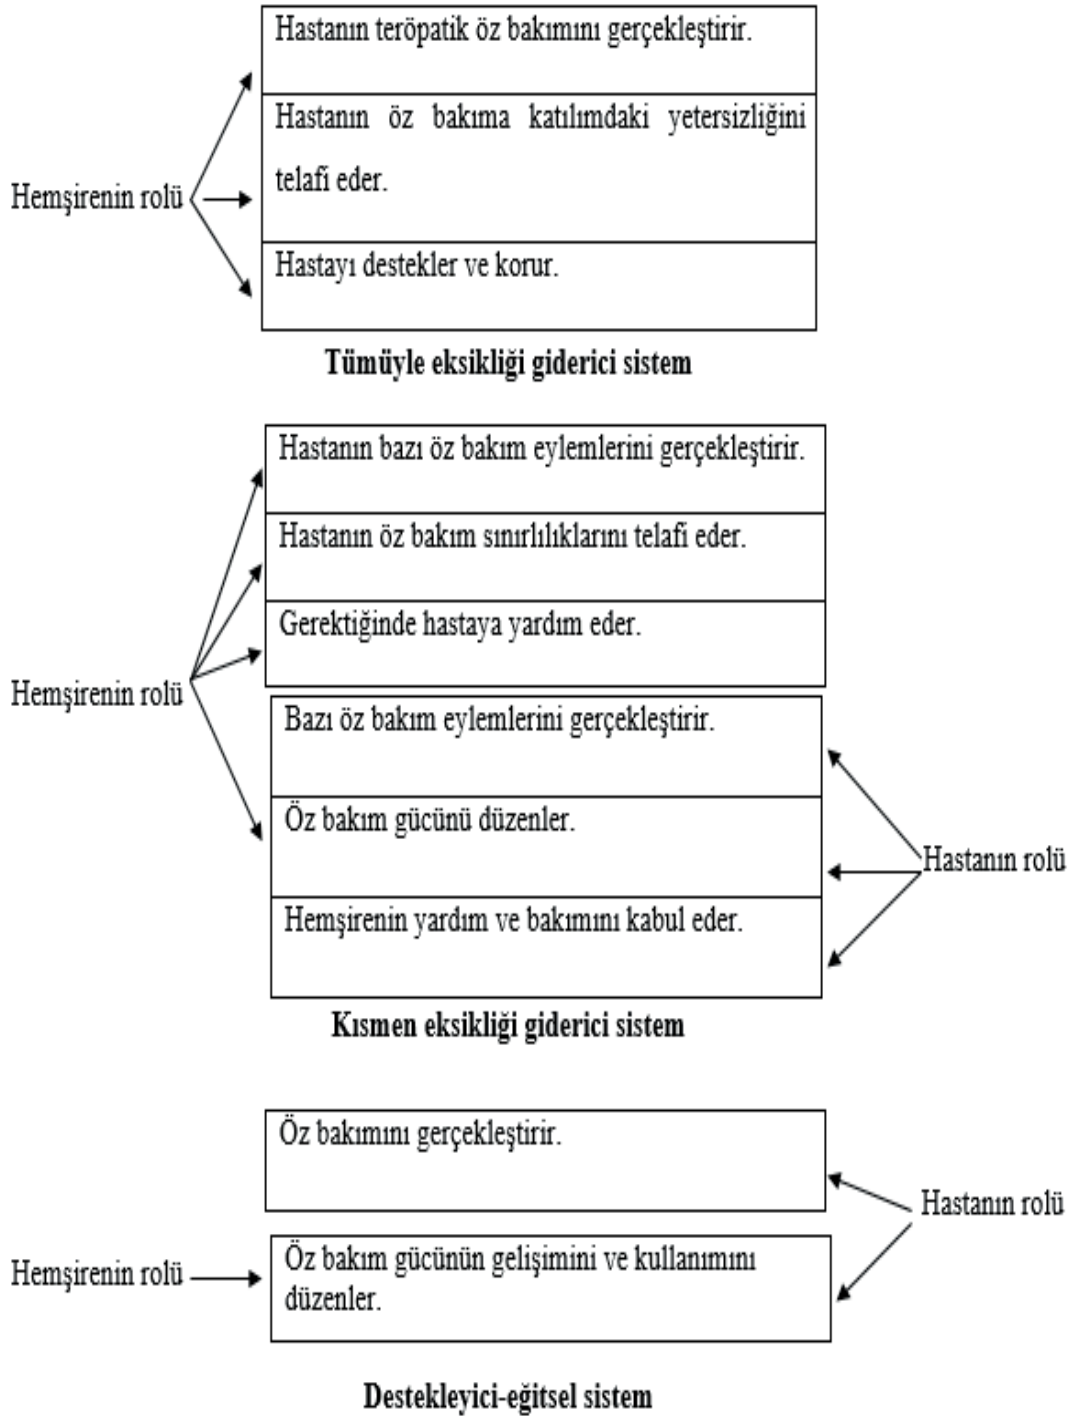 Hastanın teröpatik öz bakımını gerçekleştirir.
Hastanın öz bakıma katılımdaki yetersizliğini
telafi eder.
Hemşirenin rolü
Hastayı destekler ve korur.
Tümüyle eksikliği giderici sistem
Hastanın bazı öz bakım eylemlerini gerçekleştirir.
Hastanın öz bakım sınırlılıklarını telafi eder.
Gerektiğinde hastaya yardım eder.
Hemşirenin rolü
Bazı öz bakım eylemlerini gerçekleştirir.
Öz bakım gücünü düzenler.
Hastanın rolü
Hemşirenin yardım ve bakımını kabul eder.
Kısmen eksikliği giderici sistem
Öz bakımını gerçekleştirir.
Hastanın rolü
Hemşirenin rolü
Öz bakım gücünün gelişimini ve kullanımını
düzenler.
Destekleyici-eğitsel sistem